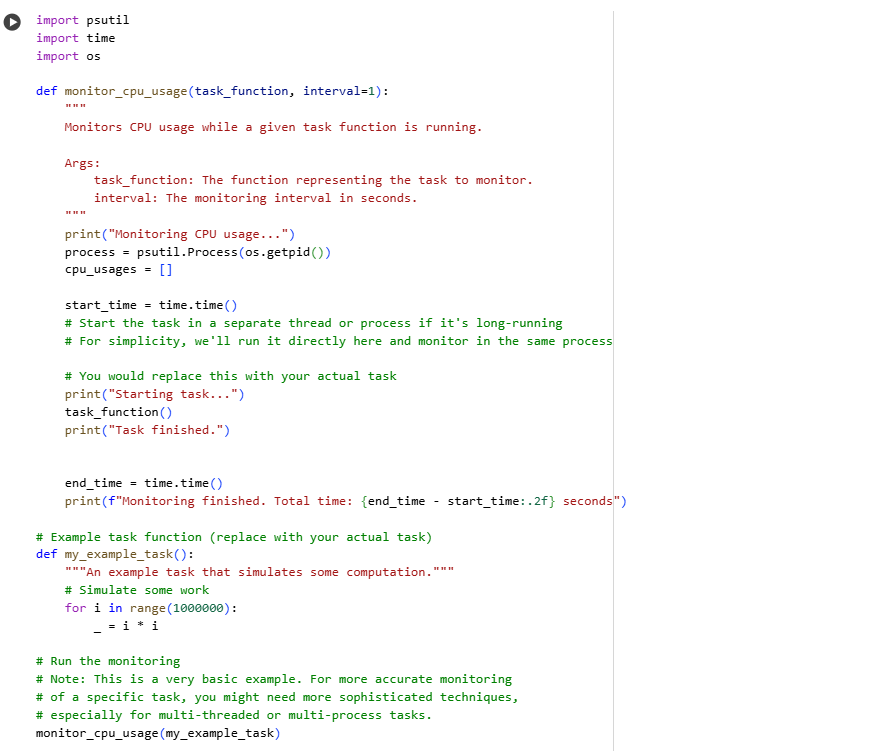 import psutil
import time
import os
def monitor_cpu_usage(task_function, interval=1):
"""
Monitors CPU usage while a given task function is running.
Args:
task_function: The function representing the task to monitor.
interval: The monitoring interval in seconds.
"""
print("Monitoring CPU usage...")
process = psutil.Process(os.getpid())
cpu_usages = []
start_time = time.time()
# Start the task in a separate thread or process if it's long-running
# For simplicity, we'll run it directly here and monitor in the same process
# You would replace this with your actual task
print("Starting task...")
task_function()
print("Task finished.")
end_time = time.time()
print(f"Monitoring finished. Total time: {end_time - start_time:.2f} seconds")
# Example task function (replace with your actual task)
def my_example_task():
"""An example task that simulates some computation."""
# Simulate some work
for i in range(1000000):
_ = i * i
# Run the monitoring
# Note: This is a very basic example. For more accurate monitoring
# of a specific task, you might need more sophisticated techniques,
# especially for multi-threaded or multi-process tasks.
monitor_cpu_usage(my_example_task)